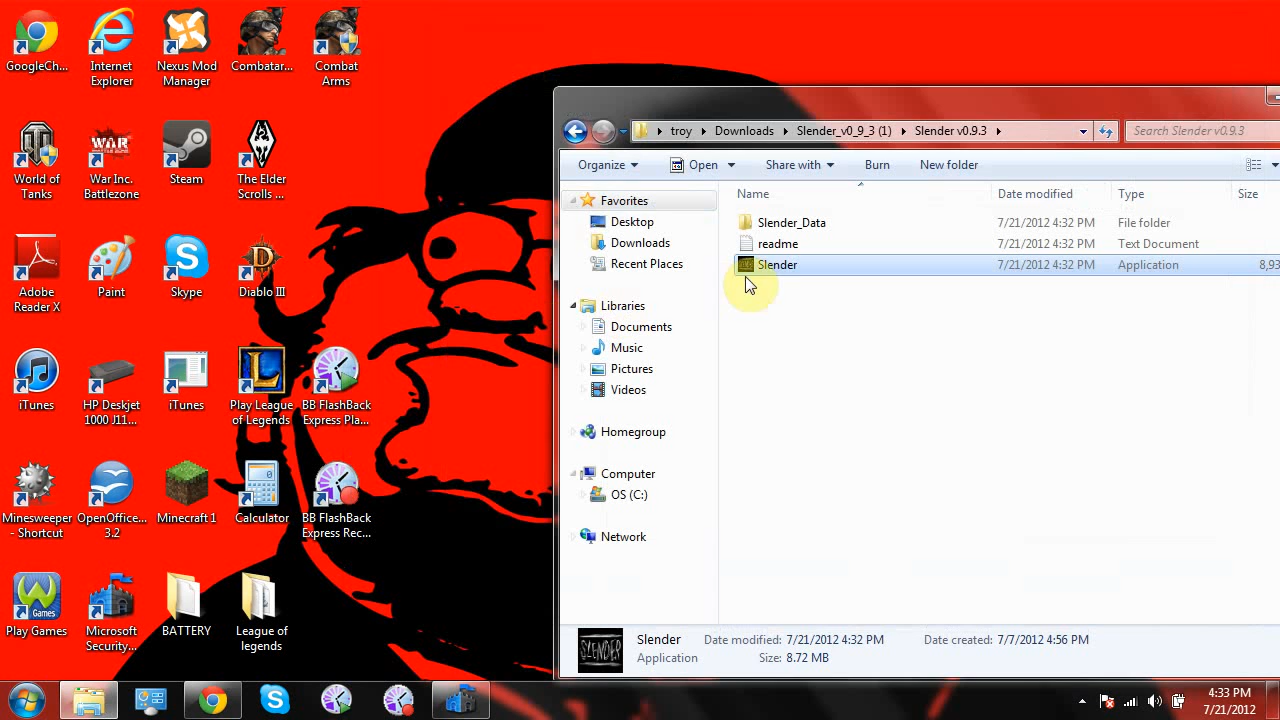 GoogleCh...
Internet
Explorer
Nexus Mod
Manager
Combatar...
Combat
Arms
World of
Tanks
WAR INC.
BATTLEZONE
War Inc.
Battlezone
Steam
The Elder
Scrolls ...
Adobe
Reader X
Paint
Skype
Diablo III
iTunes
HP Deskjet
1000 J11...
iTunes
Play League
of Legends
BB FlashBack
Express Pla...
Minesweeper
- Shortcut
OpenOffice...
3.2
Minecraft 1
Calculator
BB FlashBack
Express Rec...
Games
Play Games
Microsoft
Security...
BATTERY
League of
legends
troy
Downloads
Slender_v0_9_3 (1)
Slender v0.9.3
Search Slender v0.9.3
Organize
Open
Share with
Burn
New folder
Name
Date modified
Type
Size
Slender_Data
7/21/2012 4:32 PM
File folder
readme
7/21/2012 4:32 PM
Text Document
Slender
7/21/2012 4:32 PM
Application
8,93
Favorites
Desktop
Downloads
Recent Places
Libraries
Documents
Music
Pictures
Videos
Homegroup
Computer
OS (C:)
Network
SLENDER
Slender
Date modified: 7/21/2012 4:32 PM
Date created: 7/7/2012 4:56 PM
Application
Size: 8.72 MB
4:33 PM
7/21/2012